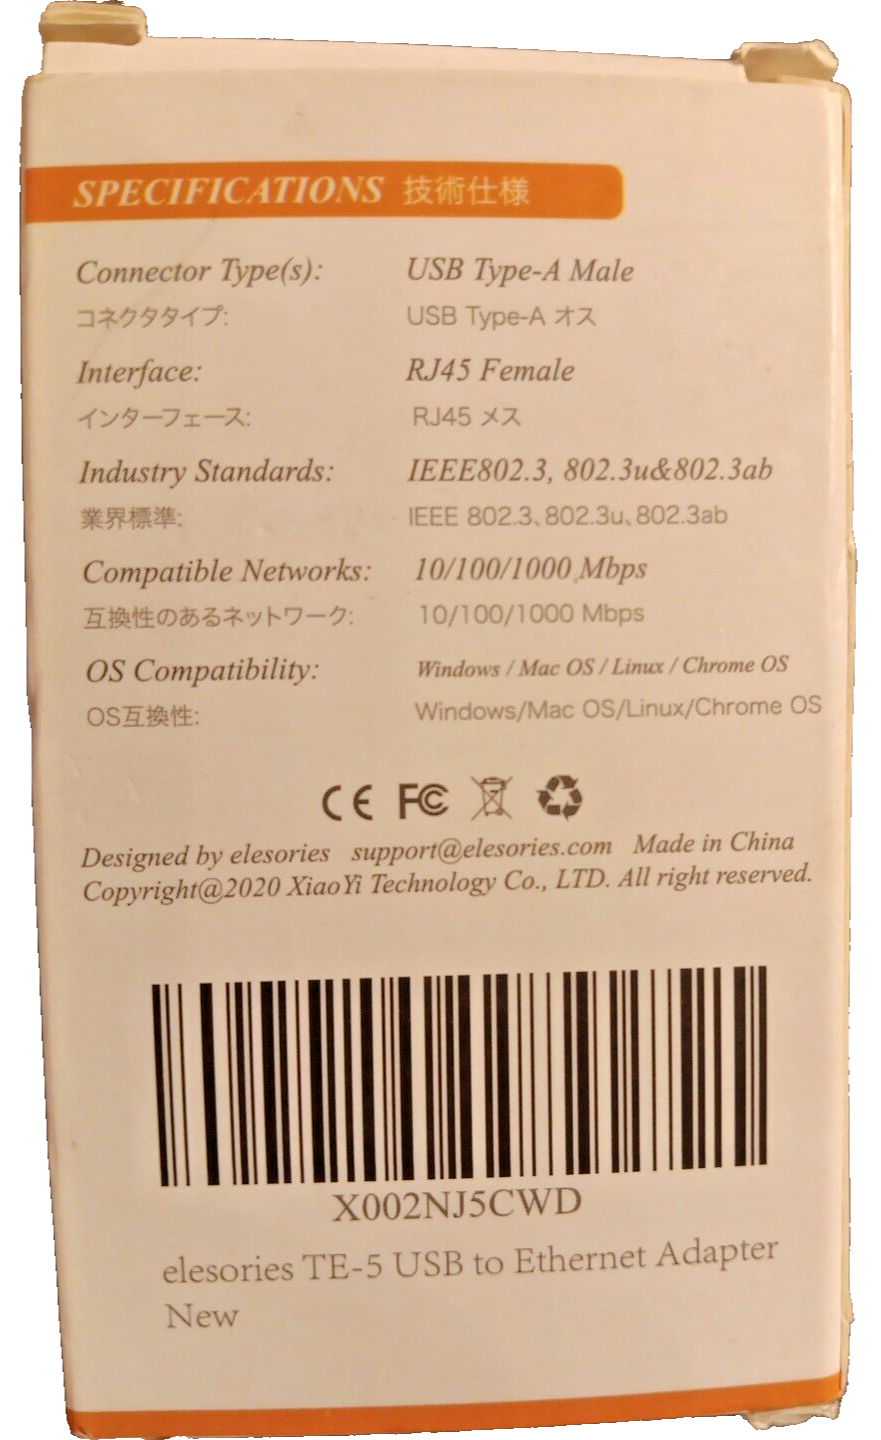 SPECIFICATIONS 技術仕様
Connector Type(s): USB Type-A Male
コネクタタイプ: USB Type-A オス
Interface: RJ45 Female
インターフェース: RJ45 メス
Industry Standards: IEEE802.3, 802.3u&802.3ab
業界標準: IEEE 802.3、802.3u、802.3ab
Compatible Networks: 10/100/1000 Mbps
互換性のあるネットワーク: 10/100/1000 Mbps
OS Compatibility: Windows / Mac OS / Linux / Chrome OS
OS互換性: Windows/Mac OS/Linux/Chrome OS
CE FC
Designed by elesories support@elesories.com Made in China
Copyright@2020 XiaoYi Technology Co., LTD. All right reserved.
X002NJ5CWD
elesories TE-5 USB to Ethernet Adapter
New